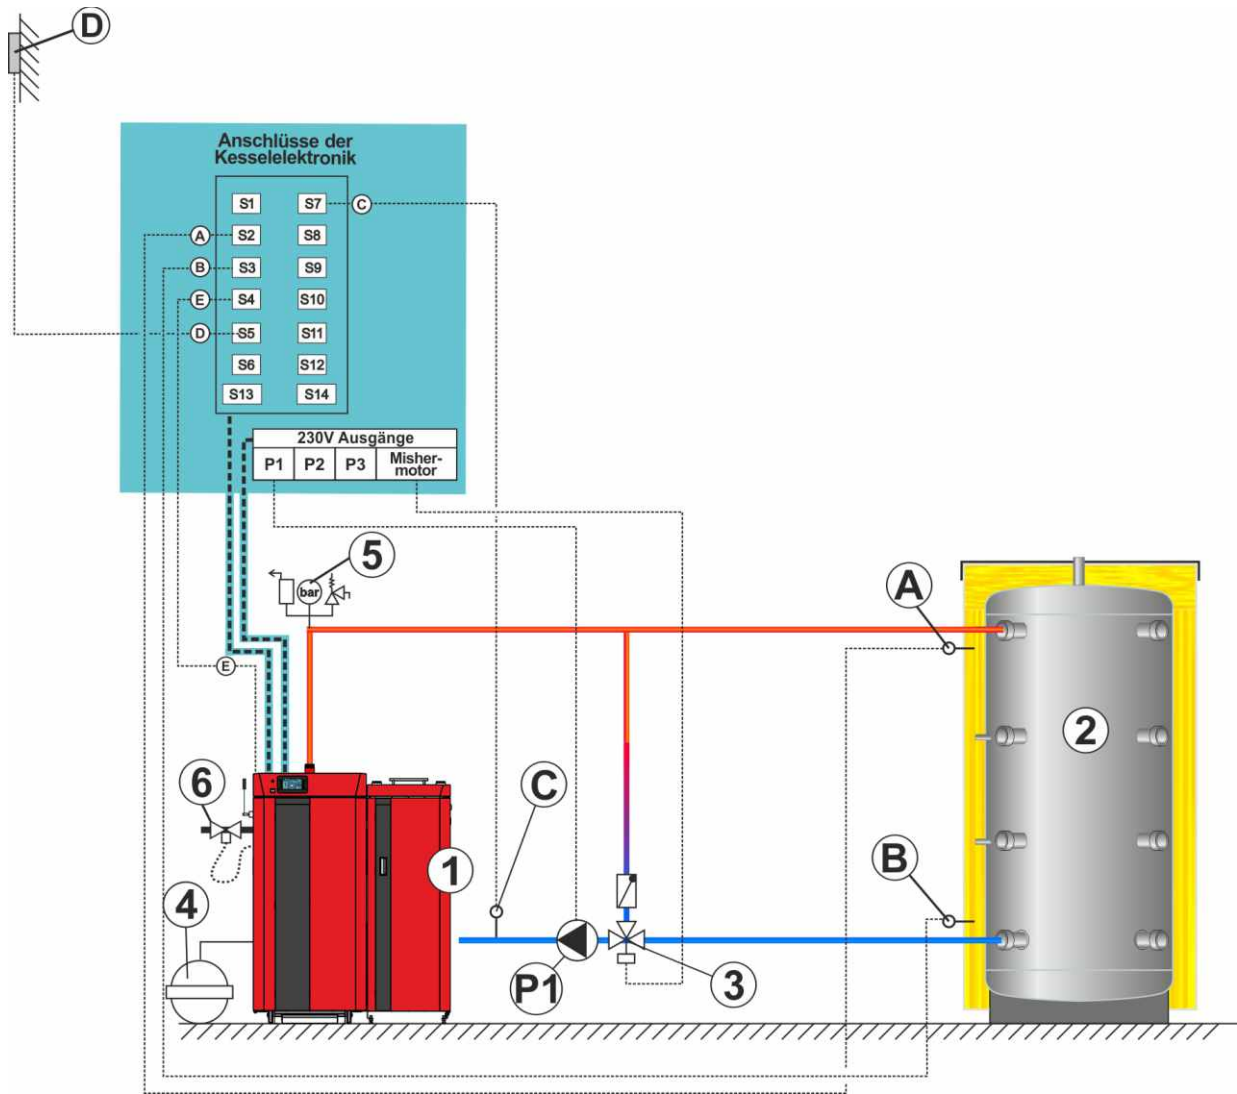 D
Anschlüsse der
Kesselelektronik
S1 S7 C
A S2 S8
B S3 S9
E S4 S10
D S5 S11
S6 S12
S13 S14
230V Ausgänge
P1 P2 P3 Misher-
motor
5
bar
A
E
2
6
C
1
B
4
P1
3